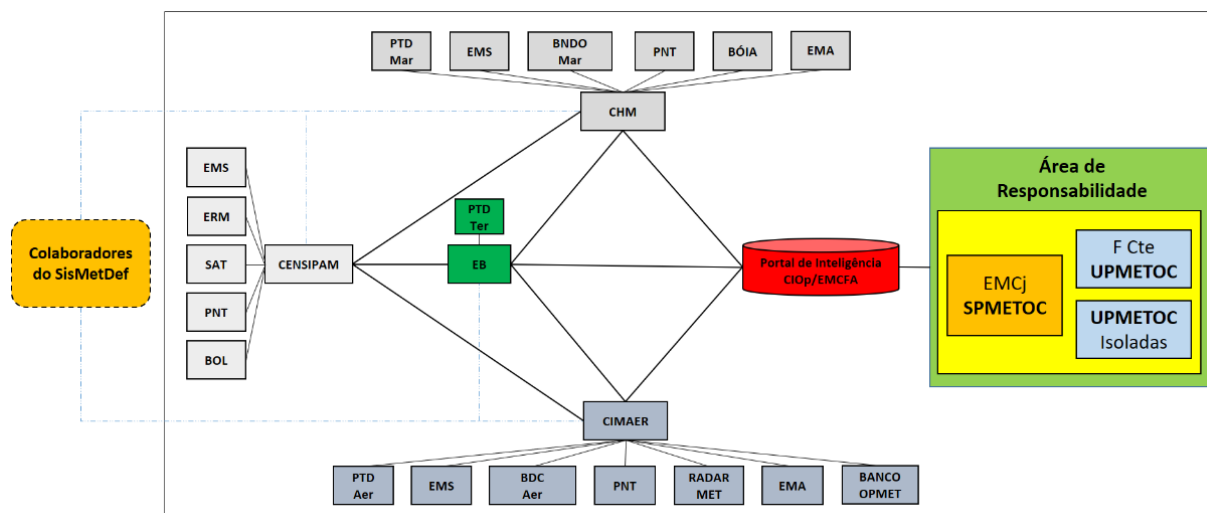 PTD
Mar
EMS
BNDO
Mar
PNT
BÓIA
EMA
CHM
EMS
ERM
SAT
PNT
BOL
Colaboradores
do SisMetDef
CENSIPAM
PTD
Ter
EB
Portal de Inteligência
CIOp/EMCFA
Área de
Responsabilidade
EMCj
SPMETOC
F Cte
UPMETOC
UPMETOC
Isoladas
CIMAER
PTD
Aer
EMS
BDC
Aer
PNT
RADAR
MET
EMA
BANCO
OPMET